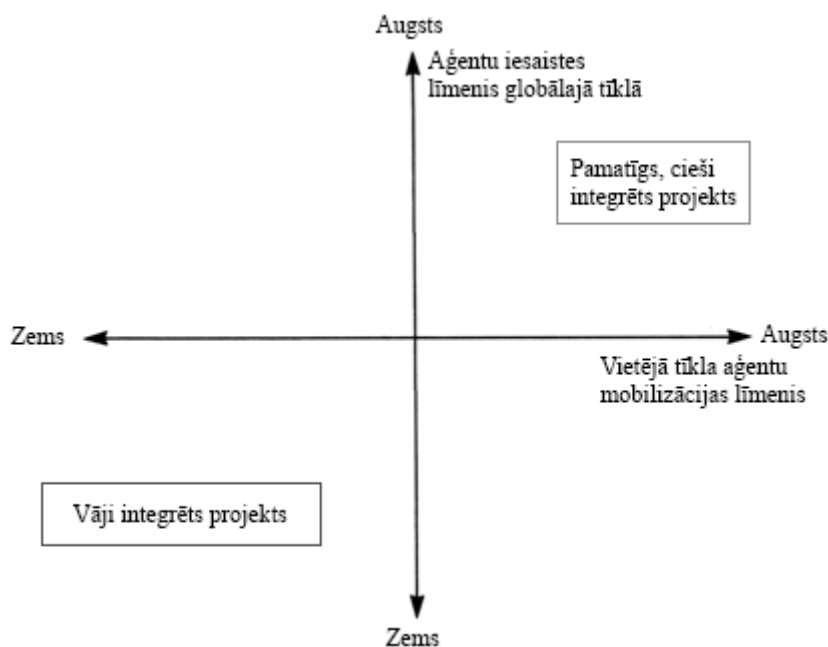 Augsts
Aģentu iesaistes
līmenis globālajā tīklā
Pamatīgs, cieši
integrēts projekts
Zems
Augsts
Vietējā tīkla aģentu
mobilizācijas līmenis
Vāji integrēts projekts
Zems